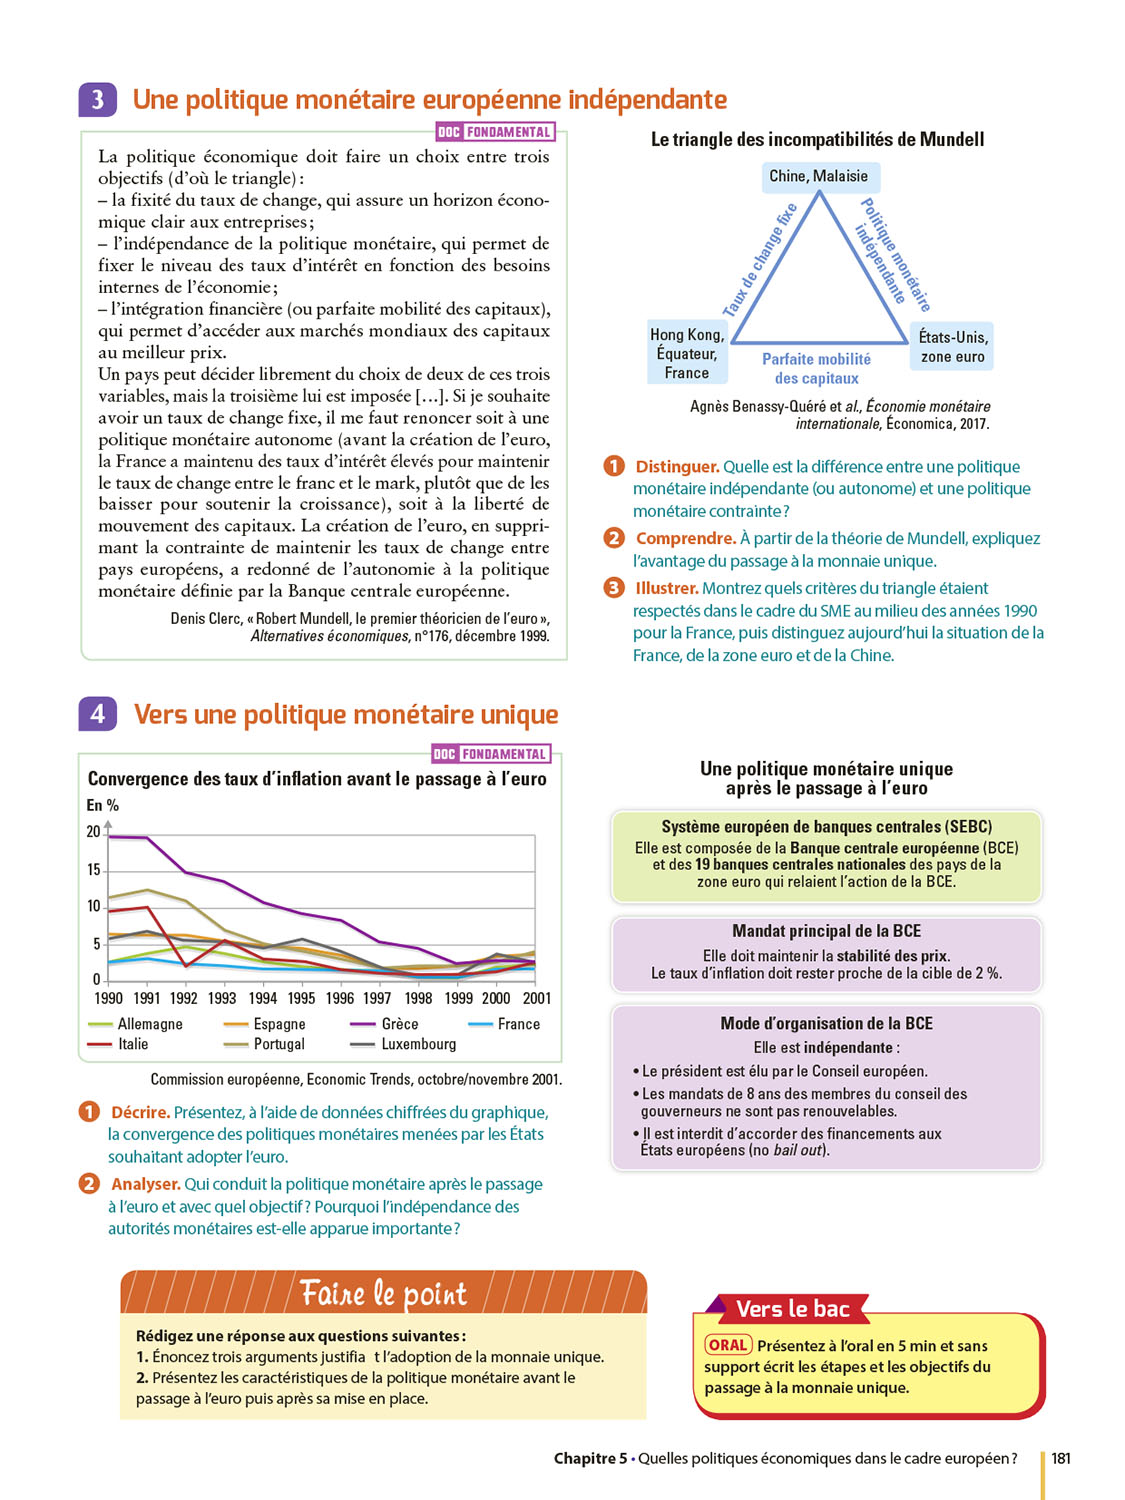 3 Une politique monétaire européenne indépendante
DOC FONDAMENTAL
La politique économique doit faire un choix entre trois
objectifs (d'où le triangle) :
– la fixité du taux de change, qui assure un horizon écono-
mique clair aux entreprises ;
– l'indépendance de la politique monétaire, qui permet de
fixer le niveau des taux d'intérêt en fonction des besoins
internes de l'économie ;
– l'intégration financière (ou parfaite mobilité des capitaux),
qui permet d'accéder aux marchés mondiaux des capitaux
au meilleur prix.
Un pays peut décider librement du choix de deux de ces trois
variables, mais la troisième lui est imposée […]. Si je souhaite
avoir un taux de change fixe, il me faut renoncer soit à une
politique monétaire autonome (avant la création de l'euro,
la France a maintenu des taux d'intérêt élevés pour maintenir
le taux de change entre le franc et le mark, plutôt que de les
baisser pour soutenir la croissance), soit à la liberté de
mouvement des capitaux. La création de l'euro, en suppri-
mant la contrainte de maintenir les taux de change entre
pays européens, a redonné de l'autonomie à la politique
monétaire définie par la Banque centrale européenne.
Denis Clerc, « Robert Mundell, le premier théoricien de l'euro »,
Alternatives économiques, n°176, décembre 1999.
Le triangle des incompatibilités de Mundell
Chine, Malaisie
Taux de change fixe
Politique monétaire
indépendante
Hong Kong,
Équateur,
France
Parfaite mobilité
des capitaux
États-Unis,
zone euro
Agnès Benassy-Quéré et al., Économie monétaire
internationale, Économica, 2017.
1 Distinguer. Quelle est la différence entre une politique
monétaire indépendante (ou autonome) et une politique
monétaire contrainte ?
2 Comprendre. À partir de la théorie de Mundell, expliquez
l'avantage du passage à la monnaie unique.
3 Illustrer. Montrez quels critères du triangle étaient
respectés dans le cadre du SME au milieu des années 1990
pour la France, puis distinguez aujourd'hui la situation de la
France, de la zone euro et de la Chine.
4 Vers une politique monétaire unique
DOC FONDAMENTAL
Convergence des taux d'inflation avant le passage à l'euro
En %
20
15
10
5
0
1990 1991 1992 1993 1994 1995 1996 1997 1998 1999 2000 2001
Allemagne Espagne Grèce France
Italie Portugal Luxembourg
Commission européenne, Economic Trends, octobre/novembre 2001.
1 Décrire. Présentez, à l'aide de données chiffrées du graphique,
la convergence des politiques monétaires menées par les États
souhaitant adopter l'euro.
2 Analyser. Qui conduit la politique monétaire après le passage
à l'euro et avec quel objectif ? Pourquoi l'indépendance des
autorités monétaires est-elle apparue importante ?
Une politique monétaire unique
après le passage à l'euro
Système européen de banques centrales (SEBC)
Elle est composée de la Banque centrale européenne (BCE)
et des 19 banques centrales nationales des pays de la
zone euro qui relaient l'action de la BCE.
Mandat principal de la BCE
Elle doit maintenir la stabilité des prix.
Le taux d'inflation doit rester proche de la cible de 2 %.
Mode d'organisation de la BCE
Elle est indépendante :
• Le président est élu par le Conseil européen.
• Les mandats de 8 ans des membres du conseil des
gouverneurs ne sont pas renouvelables.
• Il est interdit d'accorder des financements aux
États européens (no bail out).
Faire le point
Rédigez une réponse aux questions suivantes :
1. Énoncez trois arguments justifia t l'adoption de la monnaie unique.
2. Présentez les caractéristiques de la politique monétaire avant le
passage à l'euro puis après sa mise en place.
Vers le bac
ORAL Présentez à l'oral en 5 min et sans
support écrit les étapes et les objectifs du
passage à la monnaie unique.
Chapitre 5 • Quelles politiques économiques dans le cadre européen ? 181